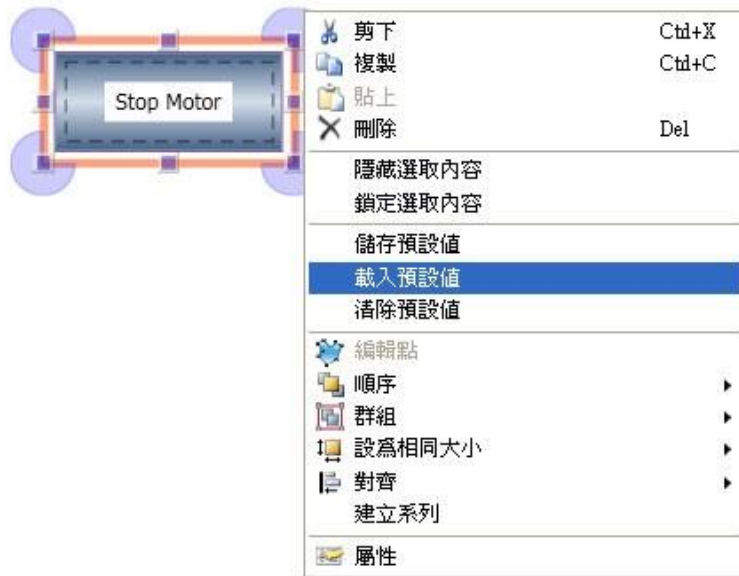 Stop Motor
剪下 Ctrl+X
複製 Ctrl+C
貼上
刪除 Del
隱藏選取內容
鎖定選取內容
儲存預設值
載入預設值
清除預設值
編輯點
順序
群組
設爲相同大小
對齊
建立系列
屬性